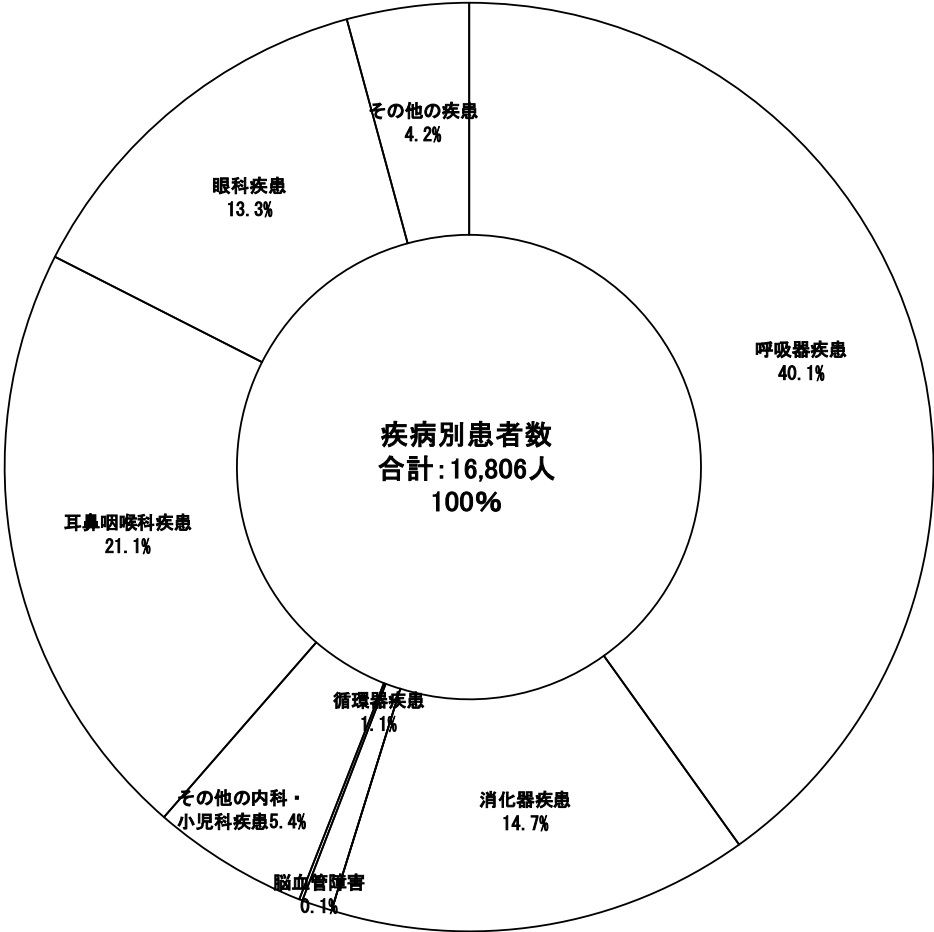 その他の疾患
4.2%
眼科疾患
13.3%
呼吸器疾患
40.1%
疾病別患者数
合計:16,806人
100%
耳鼻咽喉科疾患
21.1%
循環器疾患
1.1%
その他の内科・
小児科疾患5.4%
消化器疾患
14.7%
脳血管障害
0.1%